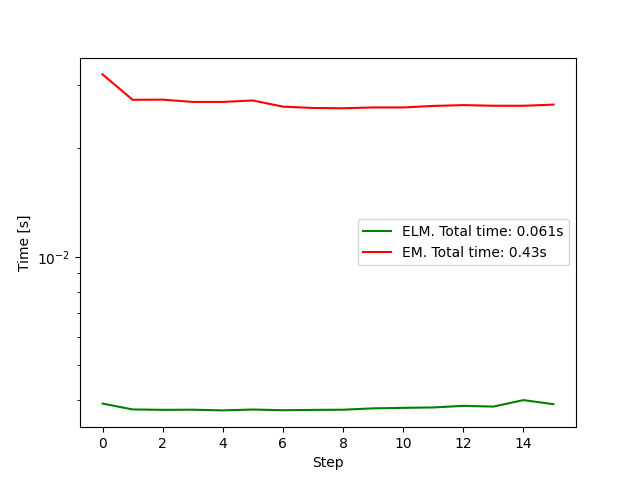 Time [s]
10⁻²
ELM. Total time: 0.061s
EM. Total time: 0.43s
0 2 4 6 8 10 12 14
Step